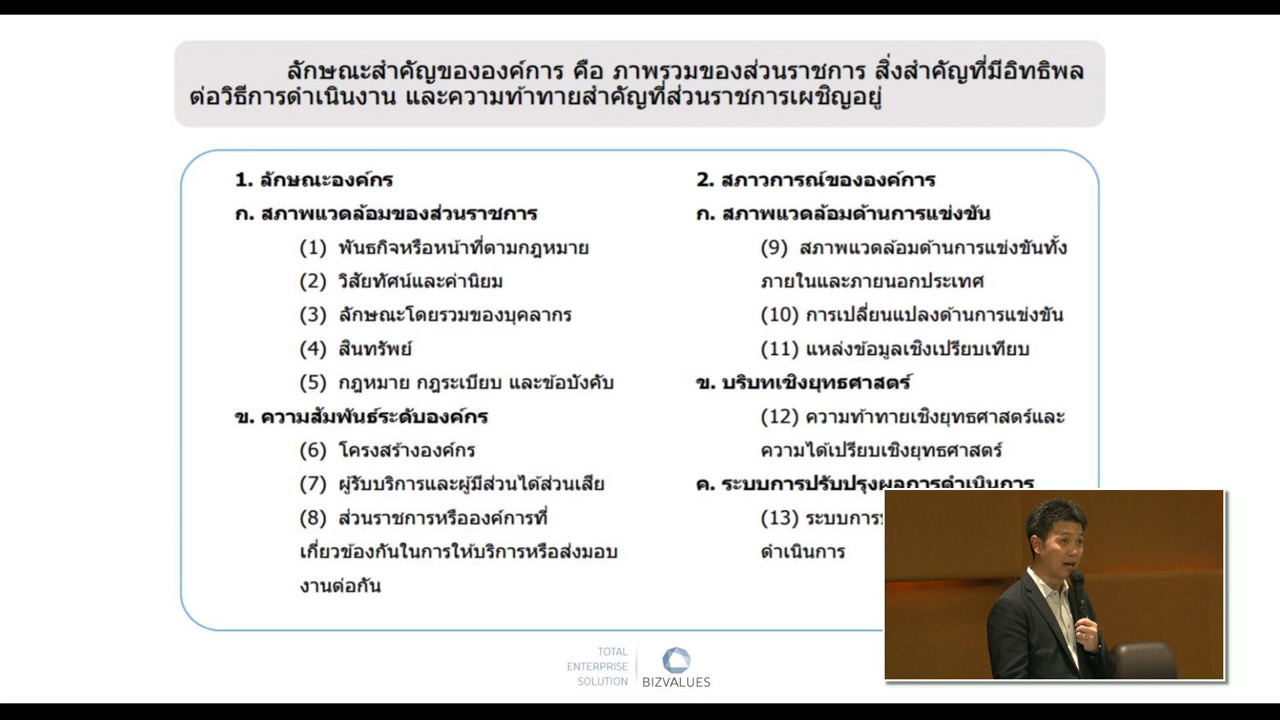 ลักษณะสำคัญขององค์การ คือ ภาพรวมของส่วนราชการ สิ่งสำคัญที่มีอิทธิพล
ต่อวิธีการดำเนินงาน และความท้าทายสำคัญที่ส่วนราชการเผชิญอยู่
1. ลักษณะองค์กร
ก. สภาพแวดล้อมของส่วนราชการ
(1) พันธกิจหรือหน้าที่ตามกฎหมาย
(2) วิสัยทัศน์และค่านิยม
(3) ลักษณะโดยรวมของบุคลากร
(4) สินทรัพย์
(5) กฎหมาย กฎระเบียบ และข้อบังคับ
ข. ความสัมพันธ์ระดับองค์กร
(6) โครงสร้างองค์กร
(7) ผู้รับบริการและผู้มีส่วนได้ส่วนเสีย
(8) ส่วนราชการหรือองค์การที่
เกี่ยวข้องกันในการให้บริการหรือส่งมอบ
งานต่อกัน
2. สภาวการณ์ขององค์การ
ก. สภาพแวดล้อมด้านการแข่งขัน
(9) สภาพแวดล้อมด้านการแข่งขันทั้ง
ภายในและภายนอกประเทศ
(10) การเปลี่ยนแปลงด้านการแข่งขัน
(11) แหล่งข้อมูลเชิงเปรียบเทียบ
ข. บริบทเชิงยุทธศาสตร์
(12) ความท้าทายเชิงยุทธศาสตร์และ
ความได้เปรียบเชิงยุทธศาสตร์
ค. ระบบการปรับปรุงผลการดำเนินการ
(13) ระบบการ
ดำเนินการ
TOTAL
ENTERPRISE
SOLUTION
BIZVALUES